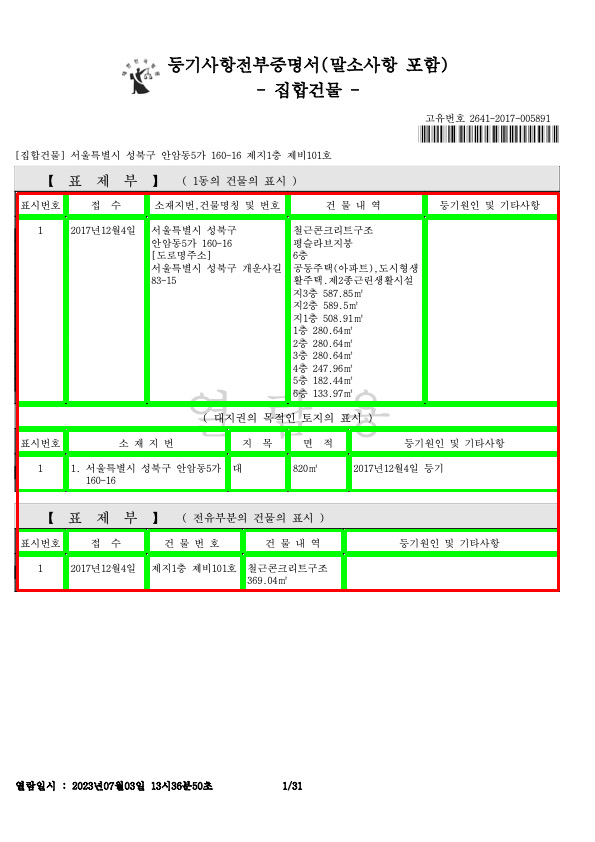 등기사항전부증명서(말소사항 포함)
- 집합건물 -
고유번호 2641-2017-005891
[집합건물] 서울특별시 성북구 안암동5가 160-16 제지1층 제비101호
【 표 제 부 】 ( 1동의 건물의 표시 )
표시번호 접 수 소재지번,건물명칭 및 번호 건 물 내 역 등기원인 및 기타사항
1 2017년12월4일 서울특별시 성북구 철근콘크리트구조
안암동5가 160-16 평슬라브지붕
[도로명주소] 6층
서울특별시 성북구 개운사길 공동주택(아파트),도시형생
83-15 활주택,제2종근린생활시설
지3층 587.85㎡
지2층 589.5㎡
지1층 508.91㎡
1층 280.64㎡
2층 280.64㎡
3층 280.64㎡
4층 247.96㎡
5층 182.44㎡
6층 133.97㎡
열람용
( 대지권의 목적인 토지의 표시 )
표시번호 소 재 지 번 지 목 면 적 등기원인 및 기타사항
1 1. 서울특별시 성북구 안암동5가 대 820㎡ 2017년12월4일 등기
160-16
【 표 제 부 】 ( 전유부분의 건물의 표시 )
표시번호 접 수 건 물 번 호 건 물 내 역 등기원인 및 기타사항
1 2017년12월4일 제지1층 제비101호 철근콘크리트구조
369.04㎡
열람일시 : 2023년07월03일 13시36분50초 1/31